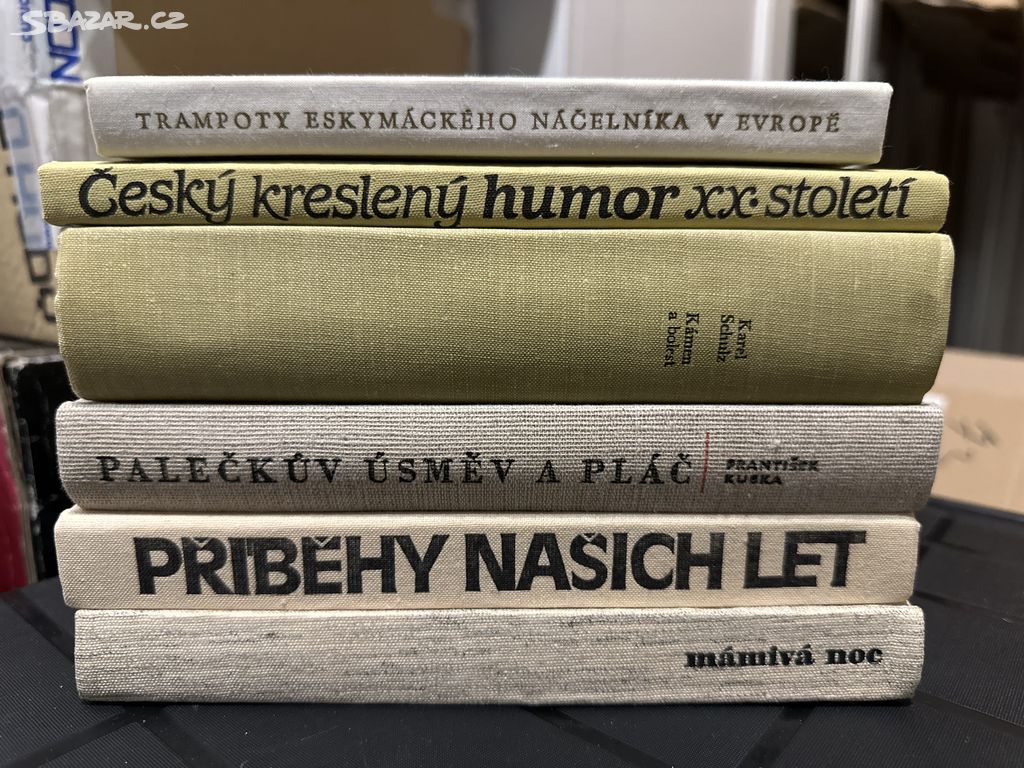 SBAZAR.CZ
TRAMPOTY ESKYMÁCKÉHO NÁČELNÍKA V EVROPĚ
Český kreslený humor xx. století
Karel
Schulz
Kámen
a bolest
PALEČKŮV ÚSMĚV A PLÁČ
FRANTIŠEK
KUBKA
PŘÍBĚHY NAŠICH LET
mámivá noc